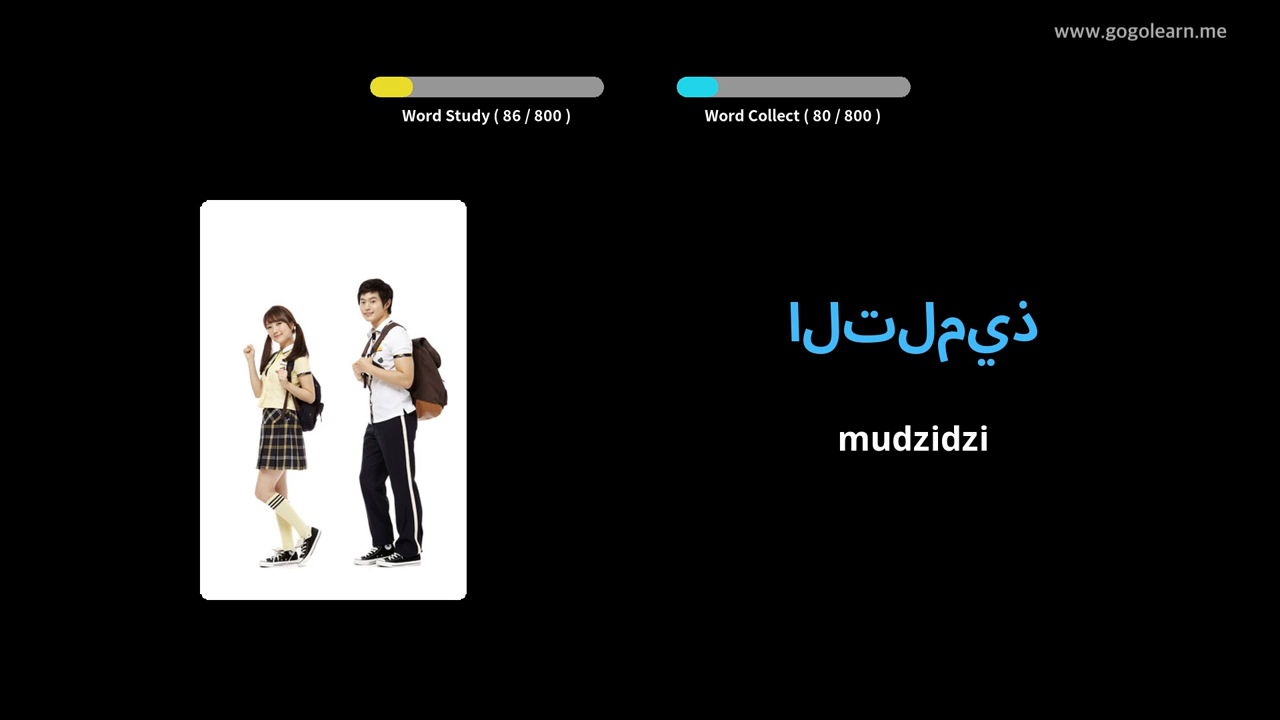 www.gogolearn.me
Word Study ( 86 / 800 )
Word Collect ( 80 / 800 )
التلميذ
mudzidzi